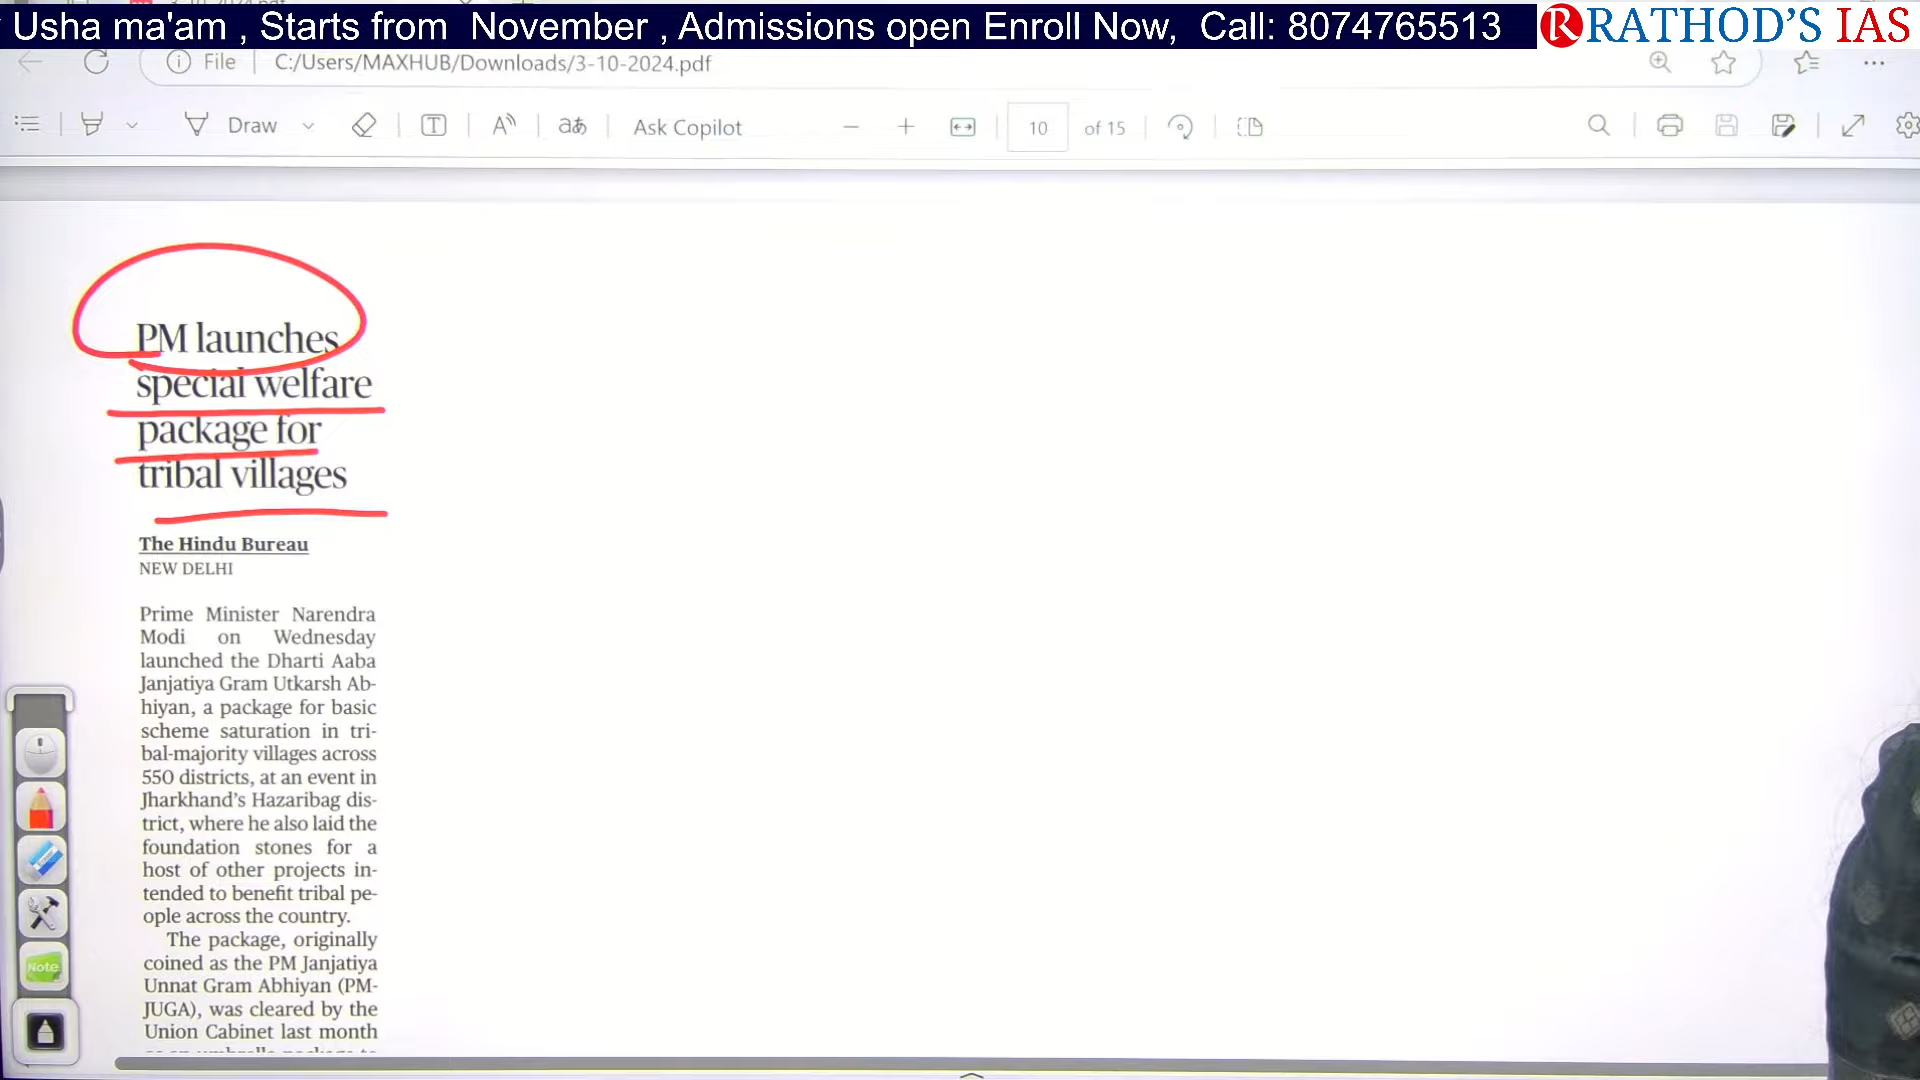 Usha ma'am , Starts from November , Admissions open Enroll Now, Call: 8074765513
RATHOD'S IAS
File
C:/Users/MAXHUB/Downloads/3-10-2024.pdf
Draw
Ask Copilot
10 of 15
PM launches
special welfare
package for
tribal villages
The Hindu Bureau
NEW DELHI
Prime Minister Narendra
Modi on Wednesday
launched the Dharti Aaba
Janjatiya Gram Utkarsh Ab-
hiyan, a package for basic
scheme saturation in tri-
bal-majority villages across
550 districts, at an event in
Jharkhand's Hazaribag dis-
trict, where he also laid the
foundation stones for a
host of other projects in-
tended to benefit tribal pe-
ople across the country.
The package, originally
coined as the PM Janjatiya
Unnat Gram Abhiyan (PM-
JUGA), was cleared by the
Union Cabinet last month
Note